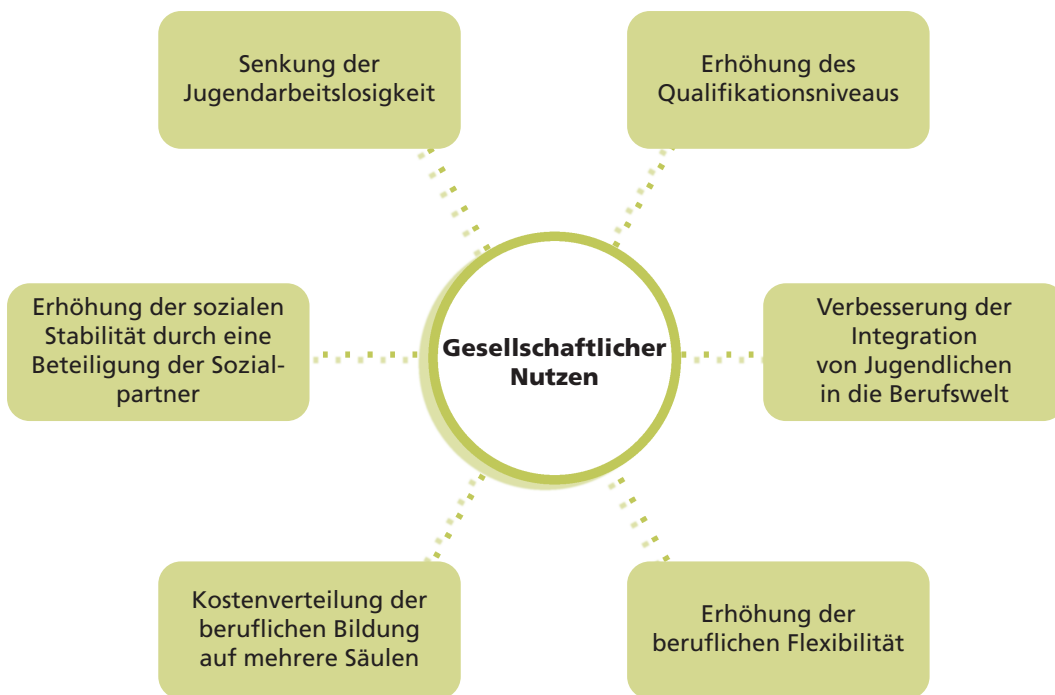 Senkung der
Jugendarbeitslosigkeit
Erhöhung des
Qualifikationsniveaus
Erhöhung der sozialen
Stabilität durch eine
Beteiligung der Sozial-
partner
Gesellschaftlicher
Nutzen
Verbesserung der
Integration
von Jugendlichen
in die Berufswelt
Kostenverteilung der
beruflichen Bildung
auf mehrere Säulen
Erhöhung der
beruflichen Flexibilität